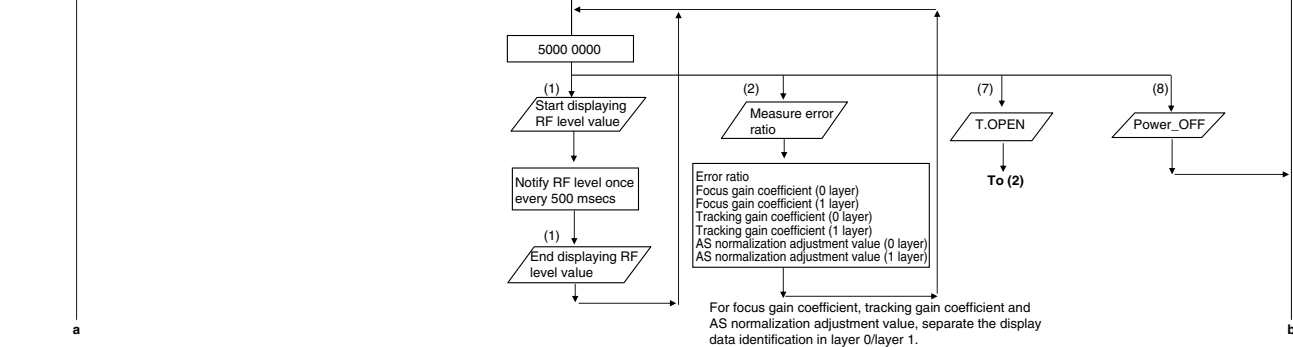 5000 0000
(1)
Start displaying
RF level value
Notify RF level once
every 500 msecs
(1)
End displaying RF
level value
(2)
Measure error
ratio
Error ratio
Focus gain coefficient (0 layer)
Focus gain coefficient (1 layer)
Tracking gain coefficient (0 layer)
Tracking gain coefficient (1 layer)
AS normalization adjustment value (0 layer)
AS normalization adjustment value (1 layer)
For focus gain coefficient, tracking gain coefficient and
AS normalization adjustment value, separate the display
data identification in layer 0/layer 1.
(7)
T.OPEN
To (2)
(8)
Power_OFF
a
b